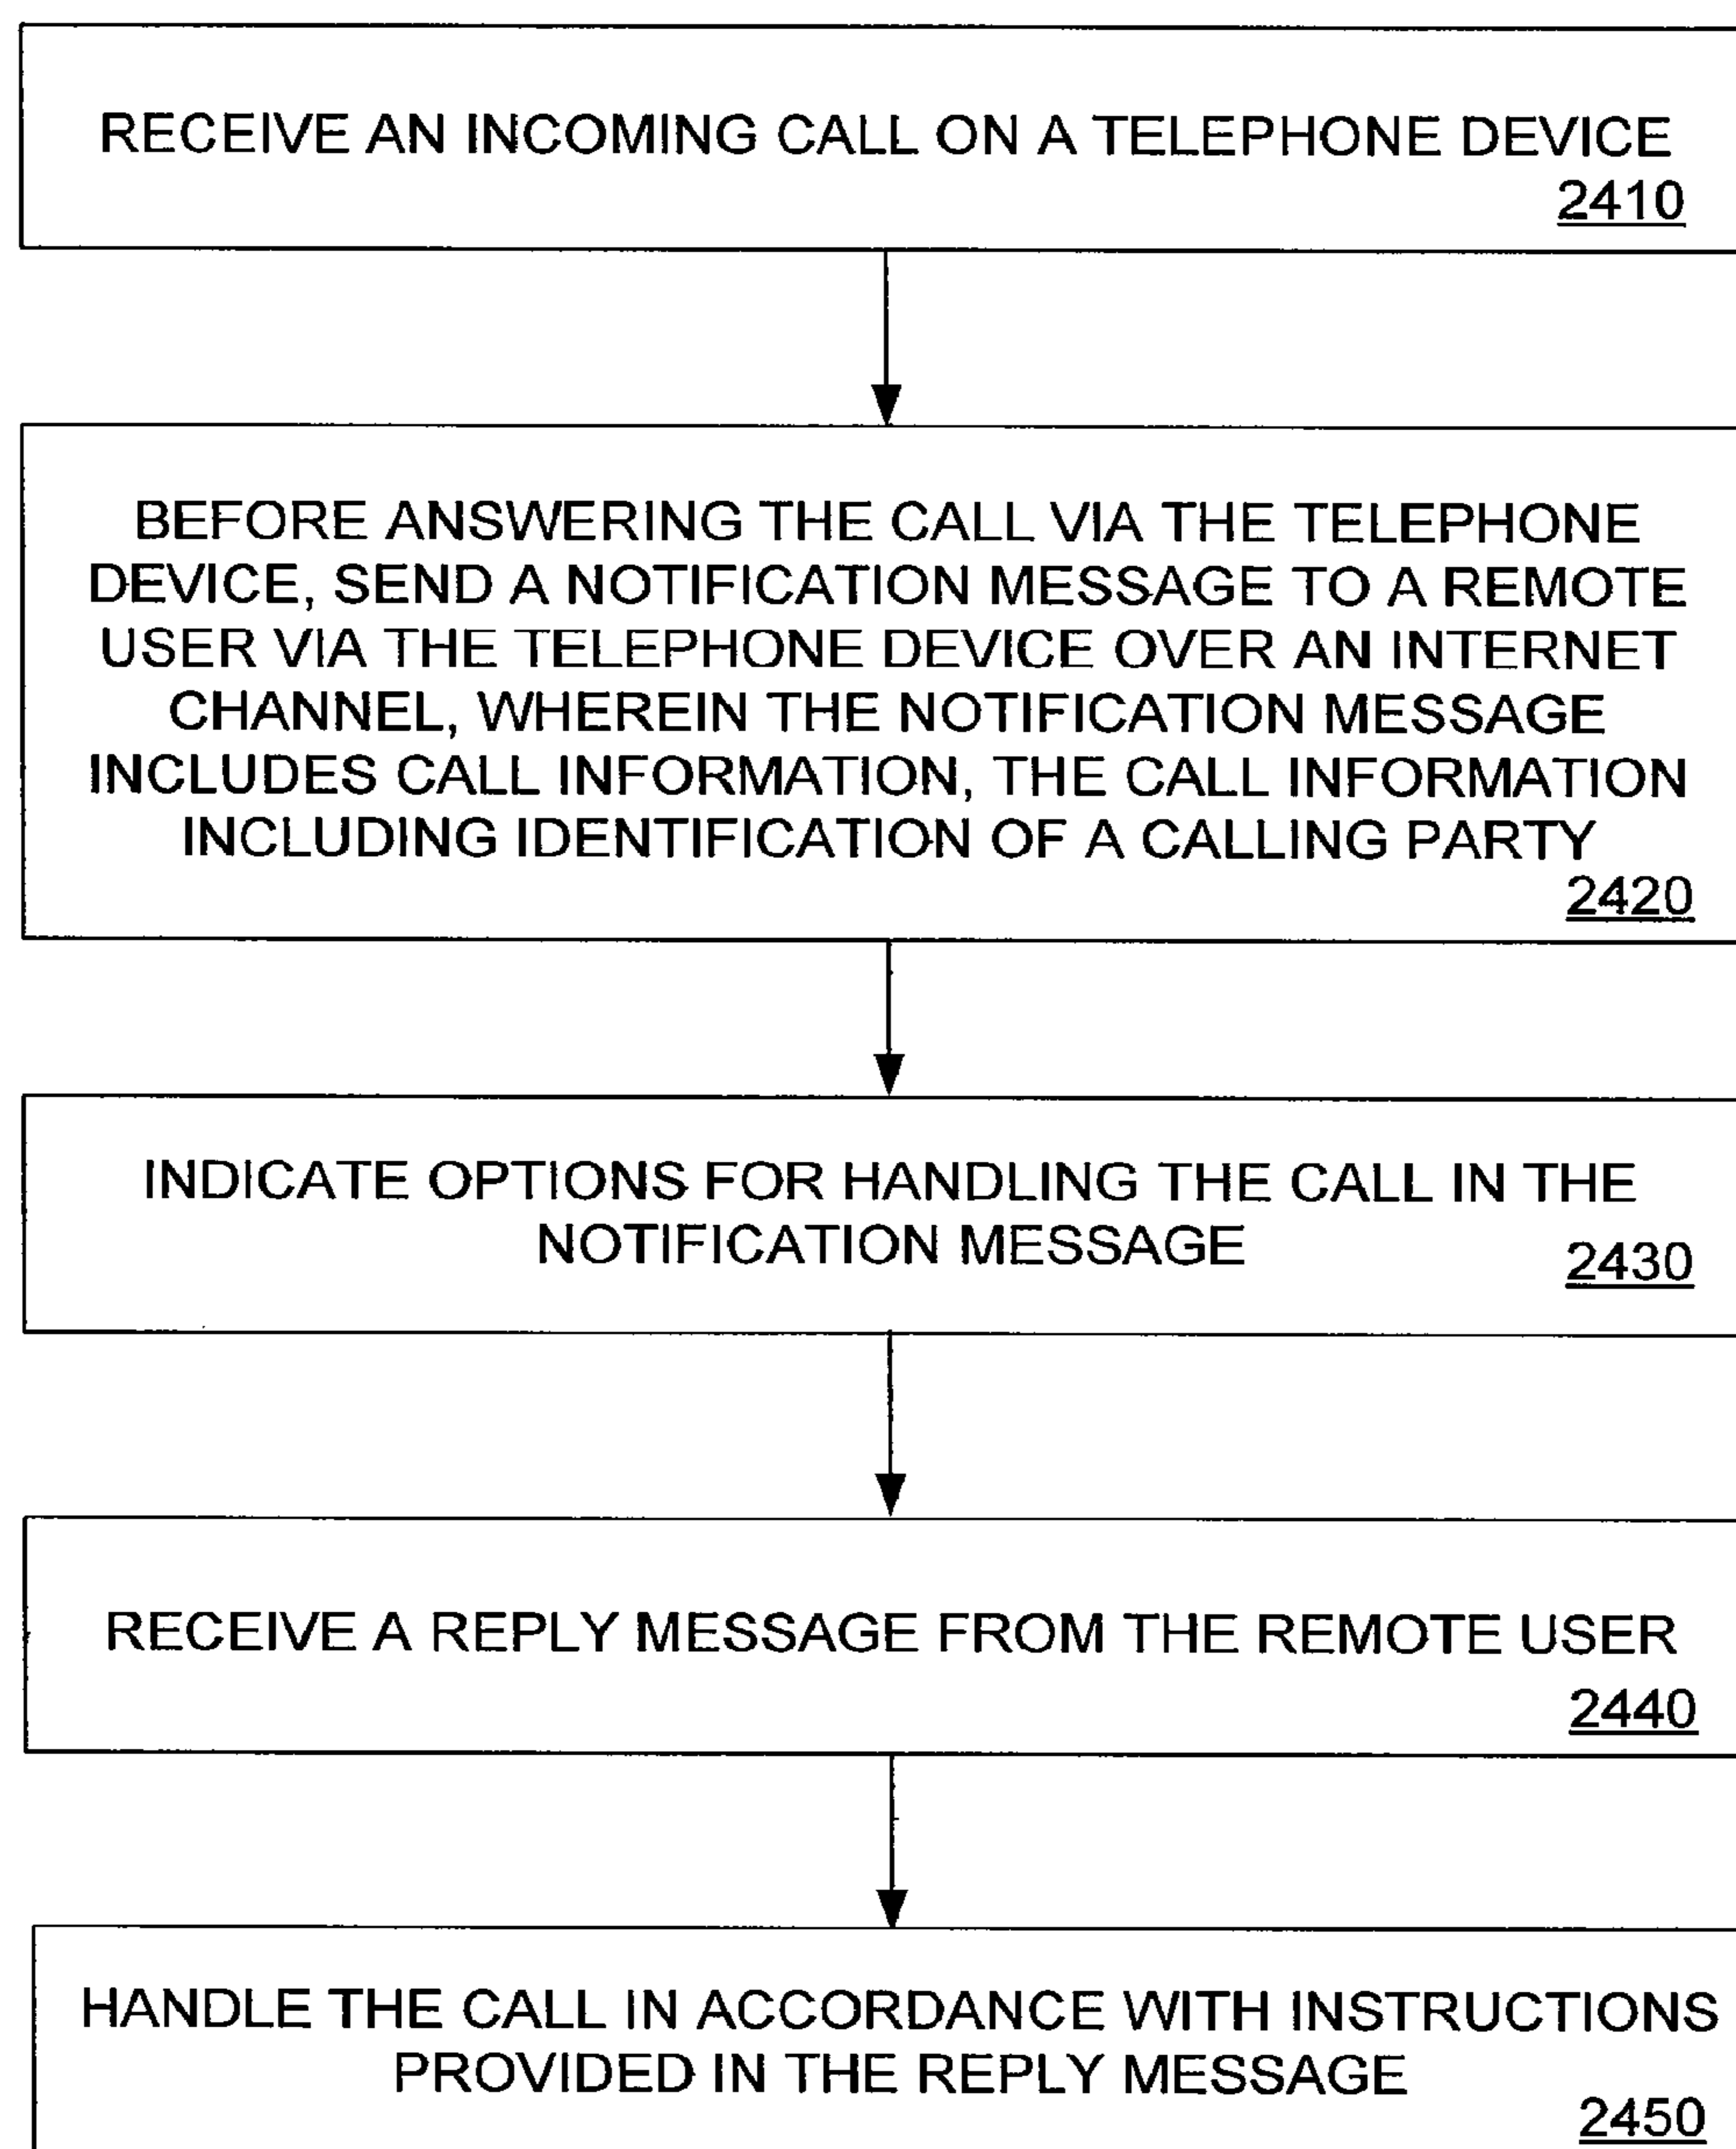 RECEIVE AN INCOMING CALL ON A TELEPHONE DEVICE
2410
BEFORE ANSWERING THE CALL VIA THE TELEPHONE
DEVICE, SEND A NOTIFICATION MESSAGE TO A REMOTE
USER VIA THE TELEPHONE DEVICE OVER AN INTERNET
CHANNEL, WHEREIN THE NOTIFICATION MESSAGE
INCLUDES CALL INFORMATION, THE CALL INFORMATION
INCLUDING IDENTIFICATION OF A CALLING PARTY
2420
INDICATE OPTIONS FOR HANDLING THE CALL IN THE
NOTIFICATION MESSAGE
2430
RECEIVE A REPLY MESSAGE FROM THE REMOTE USER
2440
HANDLE THE CALL IN ACCORDANCE WITH INSTRUCTIONS
PROVIDED IN THE REPLY MESSAGE
2450